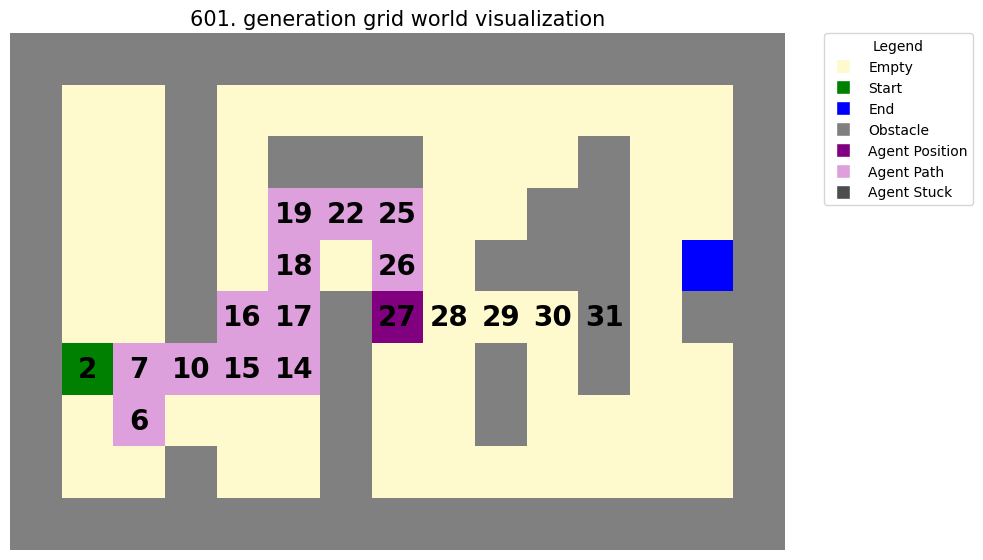 601. generation grid world visualization
Legend
Empty
Start
End
Obstacle
Agent Position
Agent Path
Agent Stuck
19 22 25
18 26
16 17 27 28 29 30 31
2 7 10 15 14
6